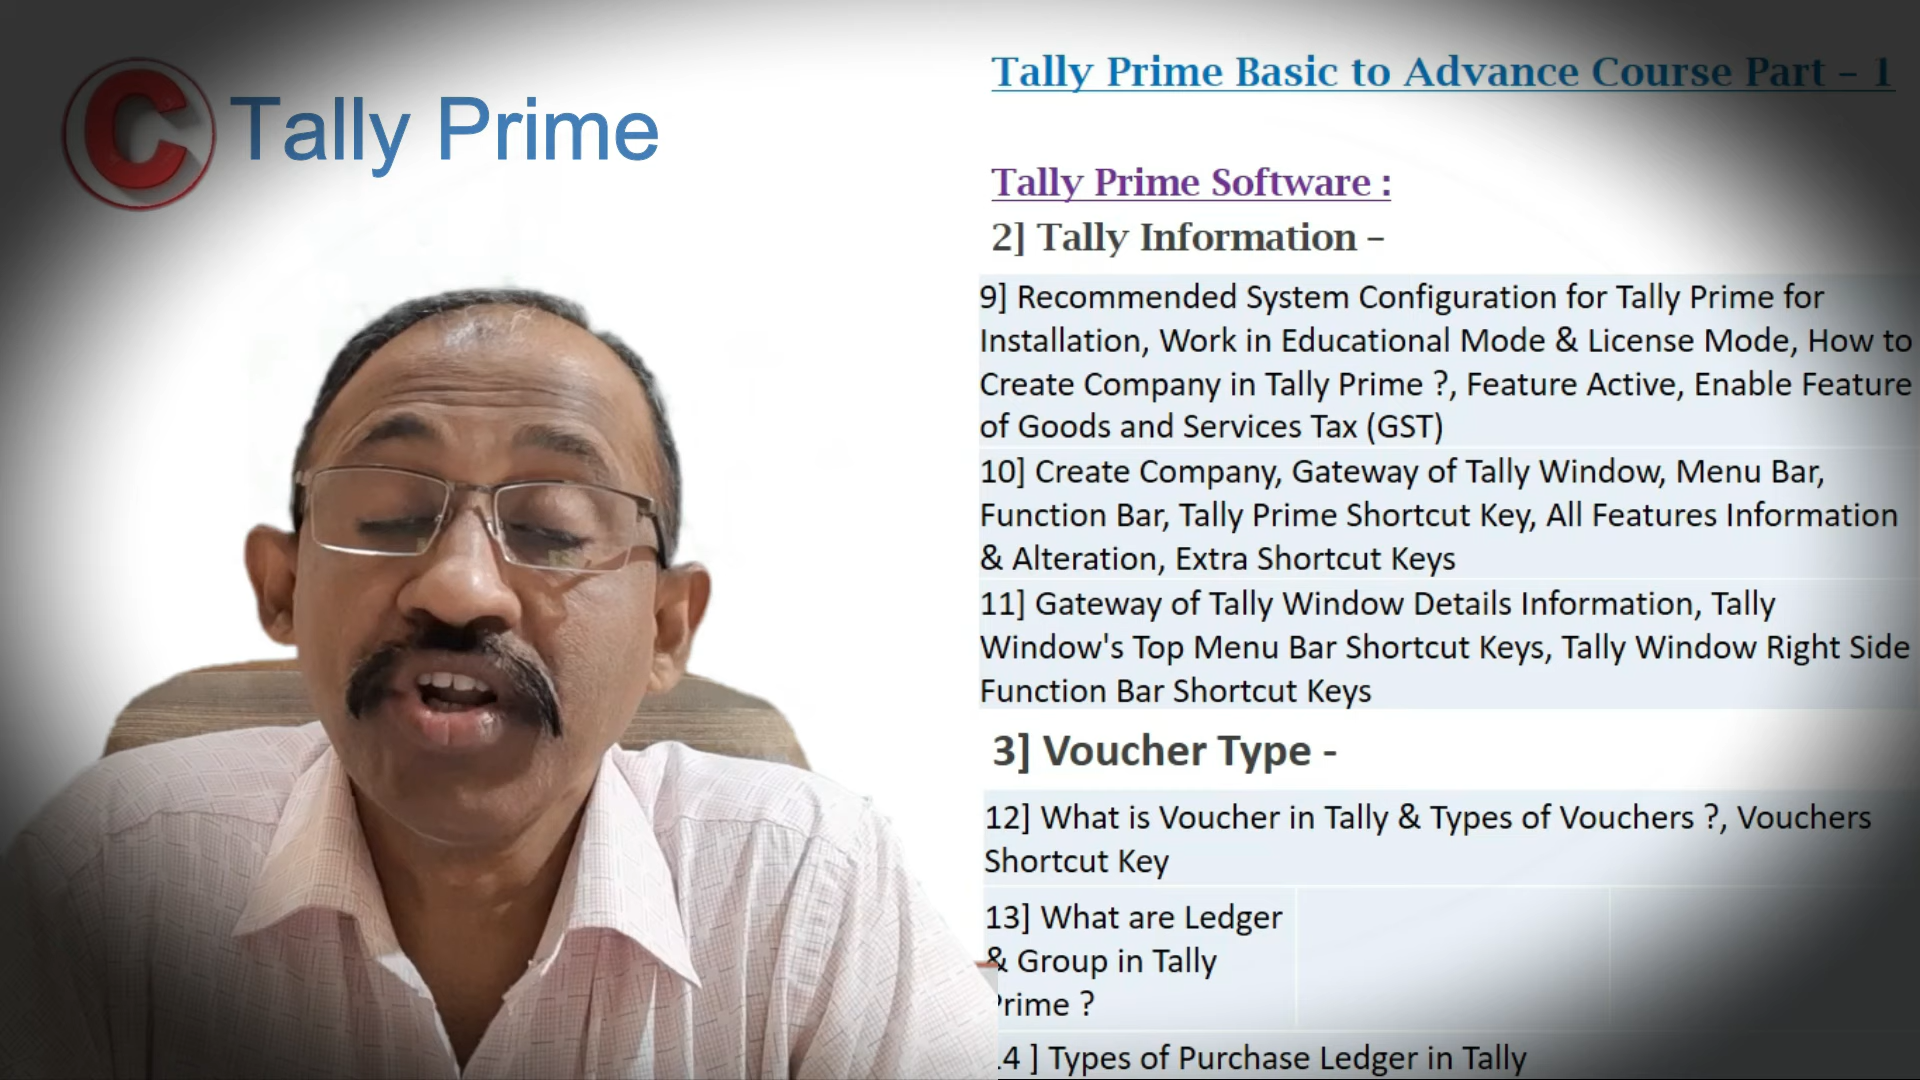 C Tally Prime
Tally Prime Basic to Advance Course Part – 1
Tally Prime Software :
2] Tally Information –
9] Recommended System Configuration for Tally Prime for
Installation, Work in Educational Mode & License Mode, How to
Create Company in Tally Prime ?, Feature Active, Enable Feature
of Goods and Services Tax (GST)
10] Create Company, Gateway of Tally Window, Menu Bar,
Function Bar, Tally Prime Shortcut Key, All Features Information
& Alteration, Extra Shortcut Keys
11] Gateway of Tally Window Details Information, Tally
Window's Top Menu Bar Shortcut Keys, Tally Window Right Side
Function Bar Shortcut Keys
3] Voucher Type -
12] What is Voucher in Tally & Types of Vouchers ?, Vouchers
Shortcut Key
13] What are Ledger
& Group in Tally
Prime ?
14 ] Types of Purchase Ledger in Tally